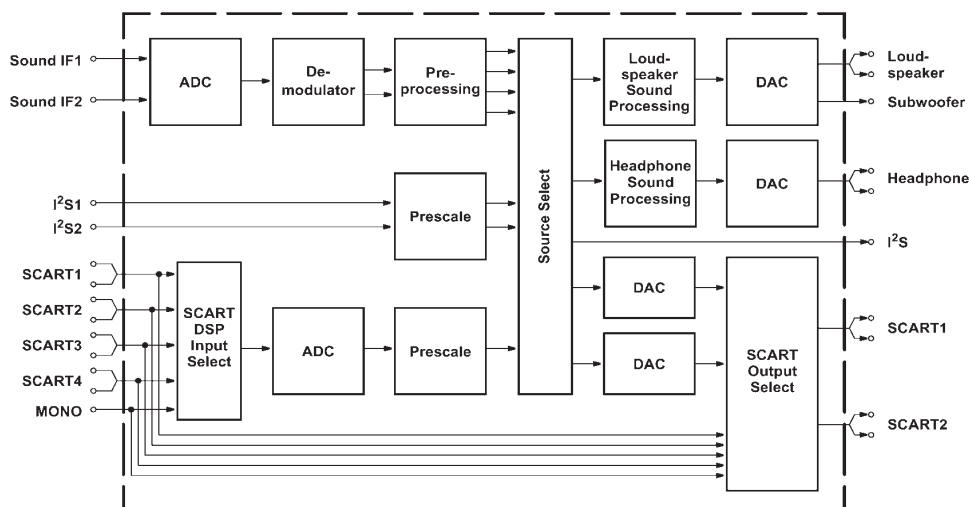 Sound IF1
Sound IF2
ADC
De-
modulator
Pre-
processing
Loud-
speaker
Sound
Processing
DAC
Loud-
speaker
Subwoofer
I²S1
I²S2
Prescale
Source Select
Headphone
Sound
Processing
DAC
Headphone
I²S
SCART1
SCART2
SCART3
SCART4
MONO
SCART
DSP
Input
Select
ADC
Prescale
DAC
DAC
SCART
Output
Select
SCART1
SCART2